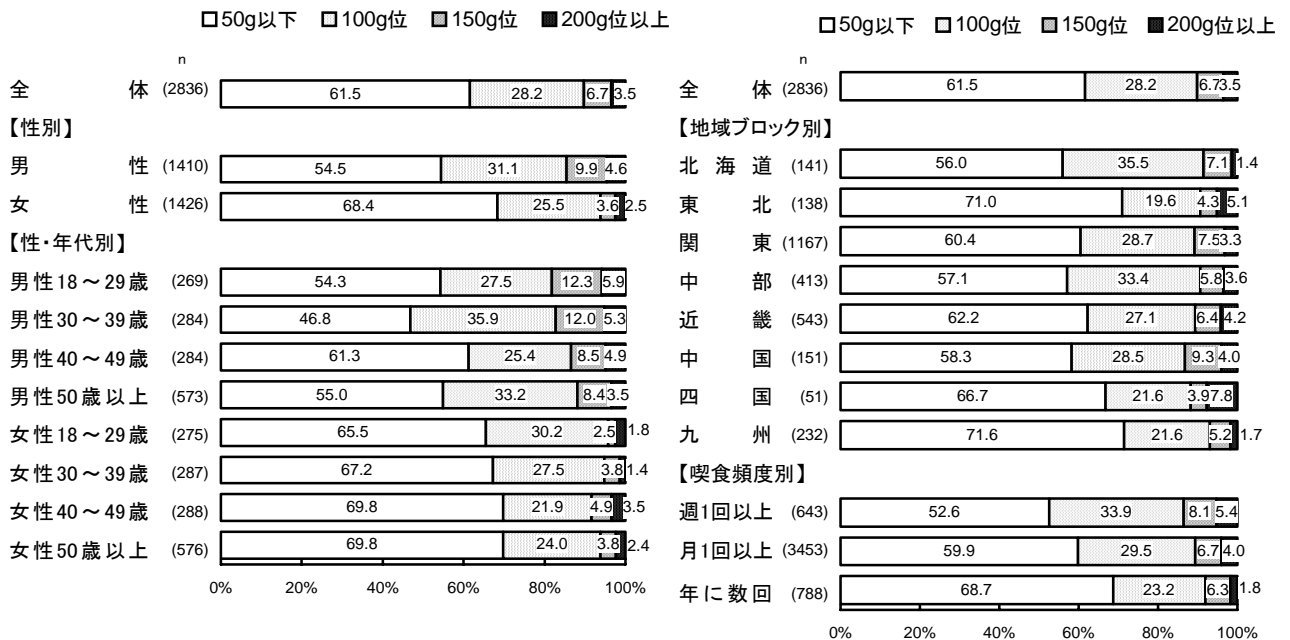 □50g以下 □100g位 ■150g位 ■200g位以上
n
全体 (2836) 61.5 28.2 6.7 3.5
【性別】
男性 (1410) 54.5 31.1 9.9 4.6
女性 (1426) 68.4 25.5 3.6 2.5
【性・年代別】
男性18～29歳 (269) 54.3 27.5 12.3 5.9
男性30～39歳 (284) 46.8 35.9 12.0 5.3
男性40～49歳 (284) 61.3 25.4 8.5 4.9
男性50歳以上 (573) 55.0 33.2 8.4 3.5
女性18～29歳 (275) 65.5 30.2 2.5 1.8
女性30～39歳 (287) 67.2 27.5 3.8 1.4
女性40～49歳 (288) 69.8 21.9 4.9 3.5
女性50歳以上 (576) 69.8 24.0 3.8 2.4
0% 20% 40% 60% 80% 100%
□50g以下 □100g位 ■150g位 ■200g位以上
n
全体 (2836) 61.5 28.2 6.7 3.5
【地域ブロック別】
北海道 (141) 56.0 35.5 7.1 1.4
東北 (138) 71.0 19.6 4.3 5.1
関東 (1167) 60.4 28.7 7.5 3.3
中部 (413) 57.1 33.4 5.8 3.6
近畿 (543) 62.2 27.1 6.4 4.2
中国 (151) 58.3 28.5 9.3 4.0
四国 (51) 66.7 21.6 3.9 7.8
九州 (232) 71.6 21.6 5.2 1.7
【喫食頻度別】
週1回以上 (643) 52.6 33.9 8.1 5.4
月1回以上 (3453) 59.9 29.5 6.7 4.0
年に数回 (788) 68.7 23.2 6.3 1.8
0% 20% 40% 60% 80% 100%